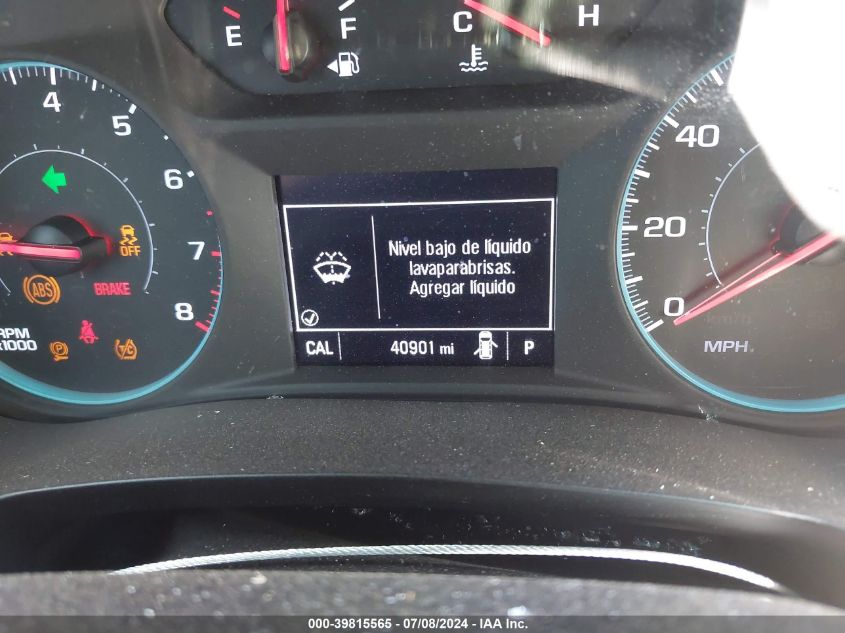 E F C H
4
5
6
7
8
40
20
0
OFF
ABS BRAKE
RPM
x1000
P
T/C
MPH
Nivel bajo de líquido
lavaparabrisas.
Agregar líquido
CAL 40901 mi P
000-39815565 - 07/08/2024 - IAA Inc.